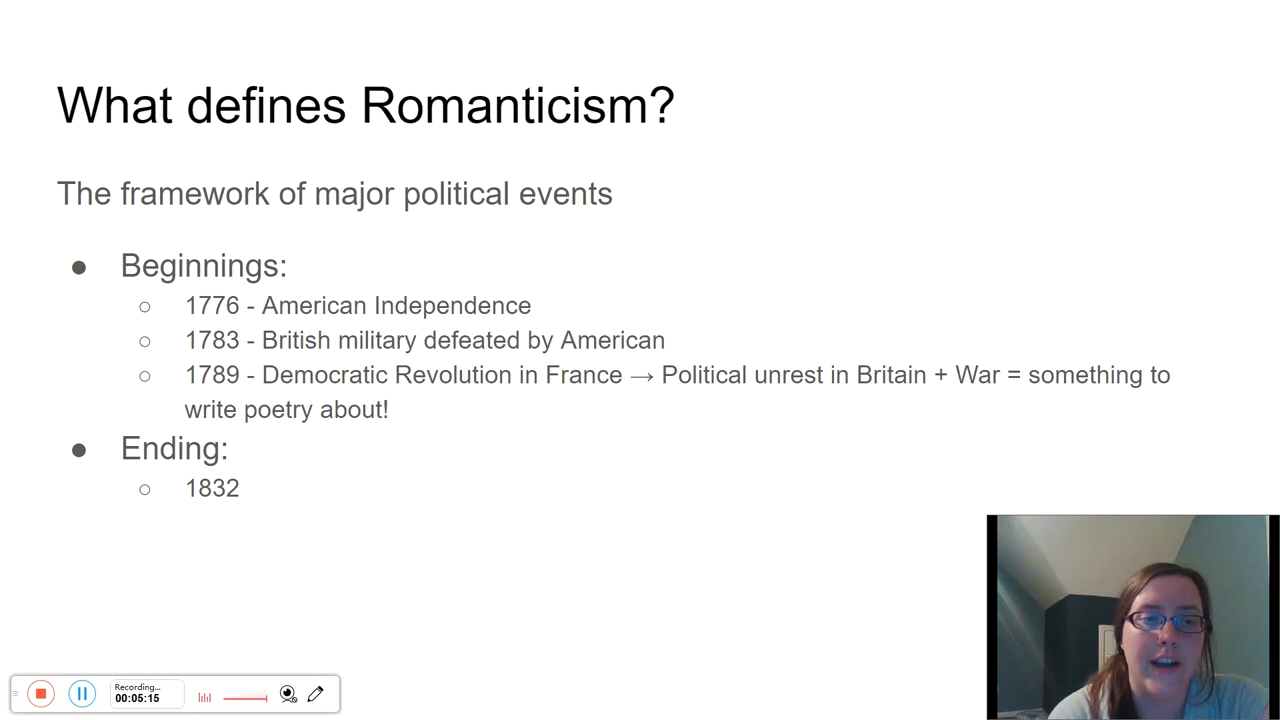 What defines Romanticism?
The framework of major political events
● Beginnings:
○ 1776 - American Independence
○ 1783 - British military defeated by American
○ 1789 - Democratic Revolution in France → Political unrest in Britain + War = something to
write poetry about!
● Ending:
○ 1832
Recording...
00:05:15